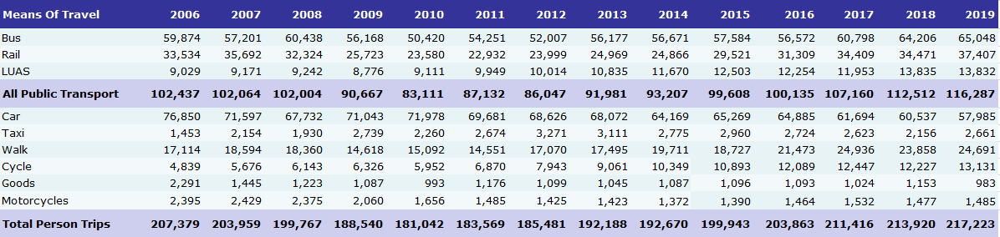 Means Of Travel 2006 2007 2008 2009 2010 2011 2012 2013 2014 2015 2016 2017 2018 2019
Bus 59,874 57,201 60,438 56,168 50,420 54,251 52,007 56,177 56,671 57,584 56,572 60,798 64,206 65,048
Rail 33,534 35,692 32,324 25,723 23,580 22,932 23,999 24,969 24,866 29,521 31,309 34,409 34,471 37,407
LUAS 9,029 9,171 9,242 8,776 9,111 9,949 10,014 10,835 11,670 12,503 12,254 11,953 13,835 13,832
All Public Transport 102,437 102,064 102,004 90,667 83,111 87,132 86,047 91,981 93,207 99,608 100,135 107,160 112,512 116,287
Car 76,850 71,597 67,732 71,043 71,978 69,681 68,626 68,072 64,169 65,269 64,885 61,694 60,537 57,985
Taxi 1,453 2,154 1,930 2,739 2,260 2,674 3,271 3,111 2,775 2,960 2,724 2,623 2,156 2,661
Walk 17,114 18,594 18,360 14,618 15,092 14,551 17,070 17,495 19,711 18,727 21,473 24,936 23,858 24,691
Cycle 4,839 5,676 6,143 6,326 5,952 6,870 7,943 9,061 10,349 10,893 12,089 12,447 12,227 13,131
Goods 2,291 1,445 1,223 1,087 993 1,176 1,099 1,045 1,087 1,096 1,093 1,024 1,153 983
Motorcycles 2,395 2,429 2,375 2,060 1,656 1,485 1,425 1,423 1,372 1,390 1,464 1,532 1,477 1,485
Total Person Trips 207,379 203,959 199,767 188,540 181,042 183,569 185,481 192,188 192,670 199,943 203,863 211,416 213,920 217,223